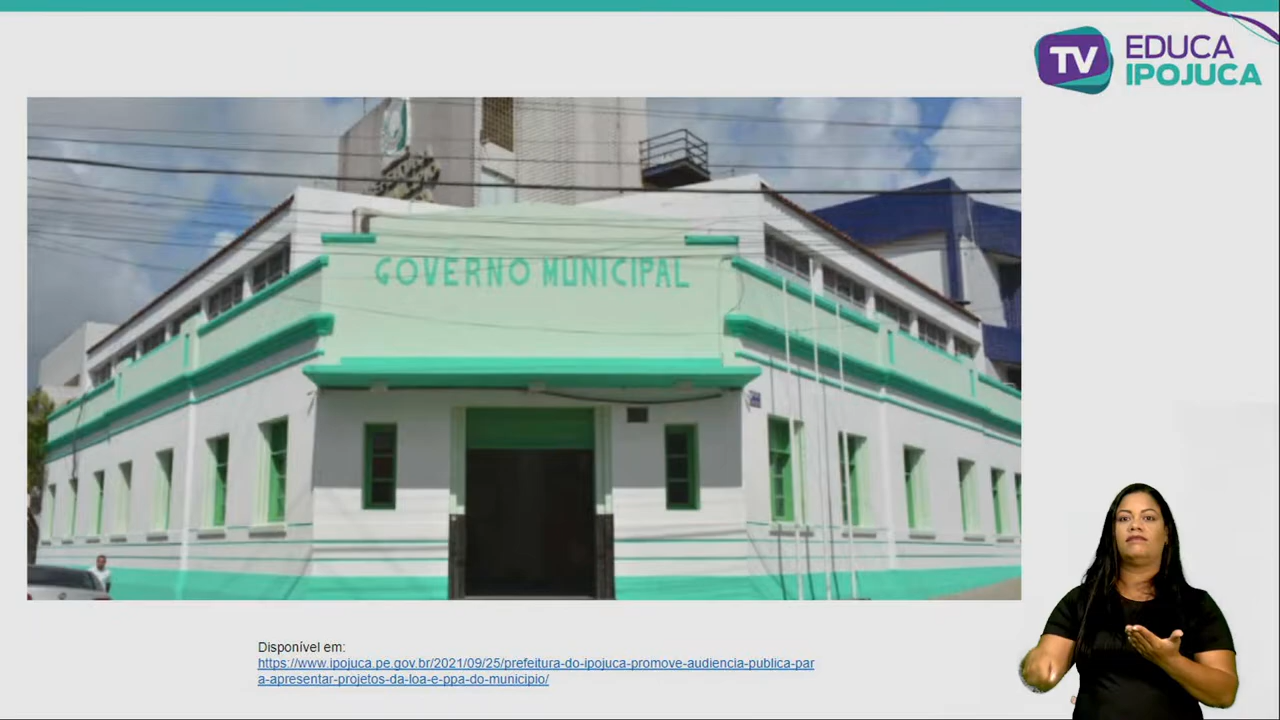 TV EDUCA
IPOJUCA
GOVERNO MUNICIPAL
Disponível em:
https://www.ipojuca.pe.gov.br/2021/09/25/prefeitura-do-ipojuca-promove-audiencia-publica-par
a-apresentar-projetos-da-loa-e-ppa-do-municipio/